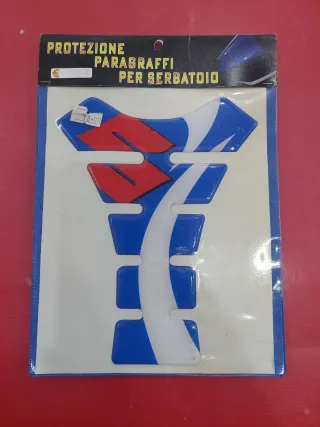 PROTEZIONE
PARAGRAFFI
PER SERBATOIO